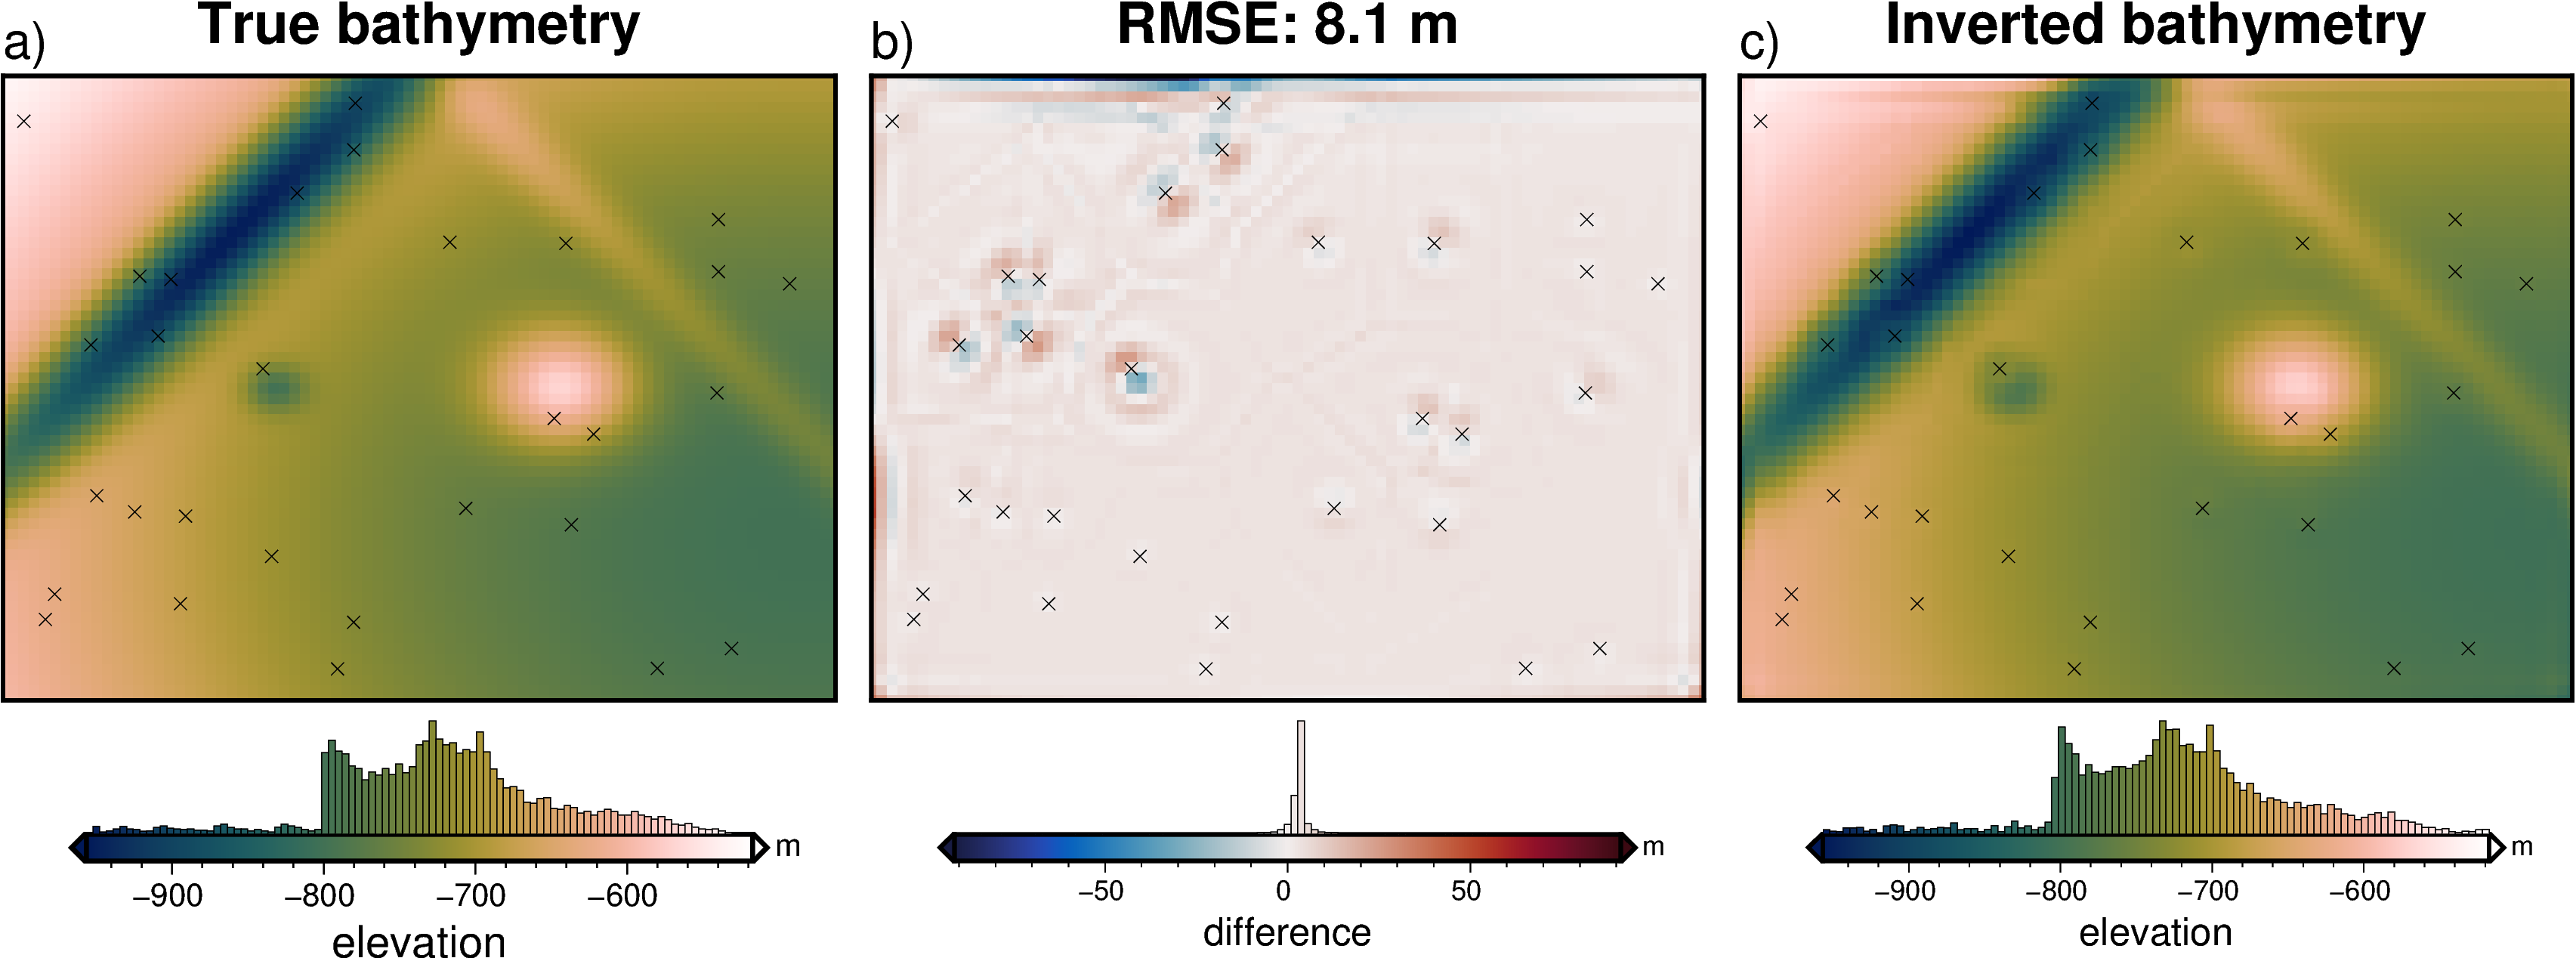 a)
True bathymetry
b)
RMSE: 8.1 m
c)
Inverted bathymetry
m
−900 −800 −700 −600
elevation
m
−50 0 50
difference
m
−900 −800 −700 −600
elevation